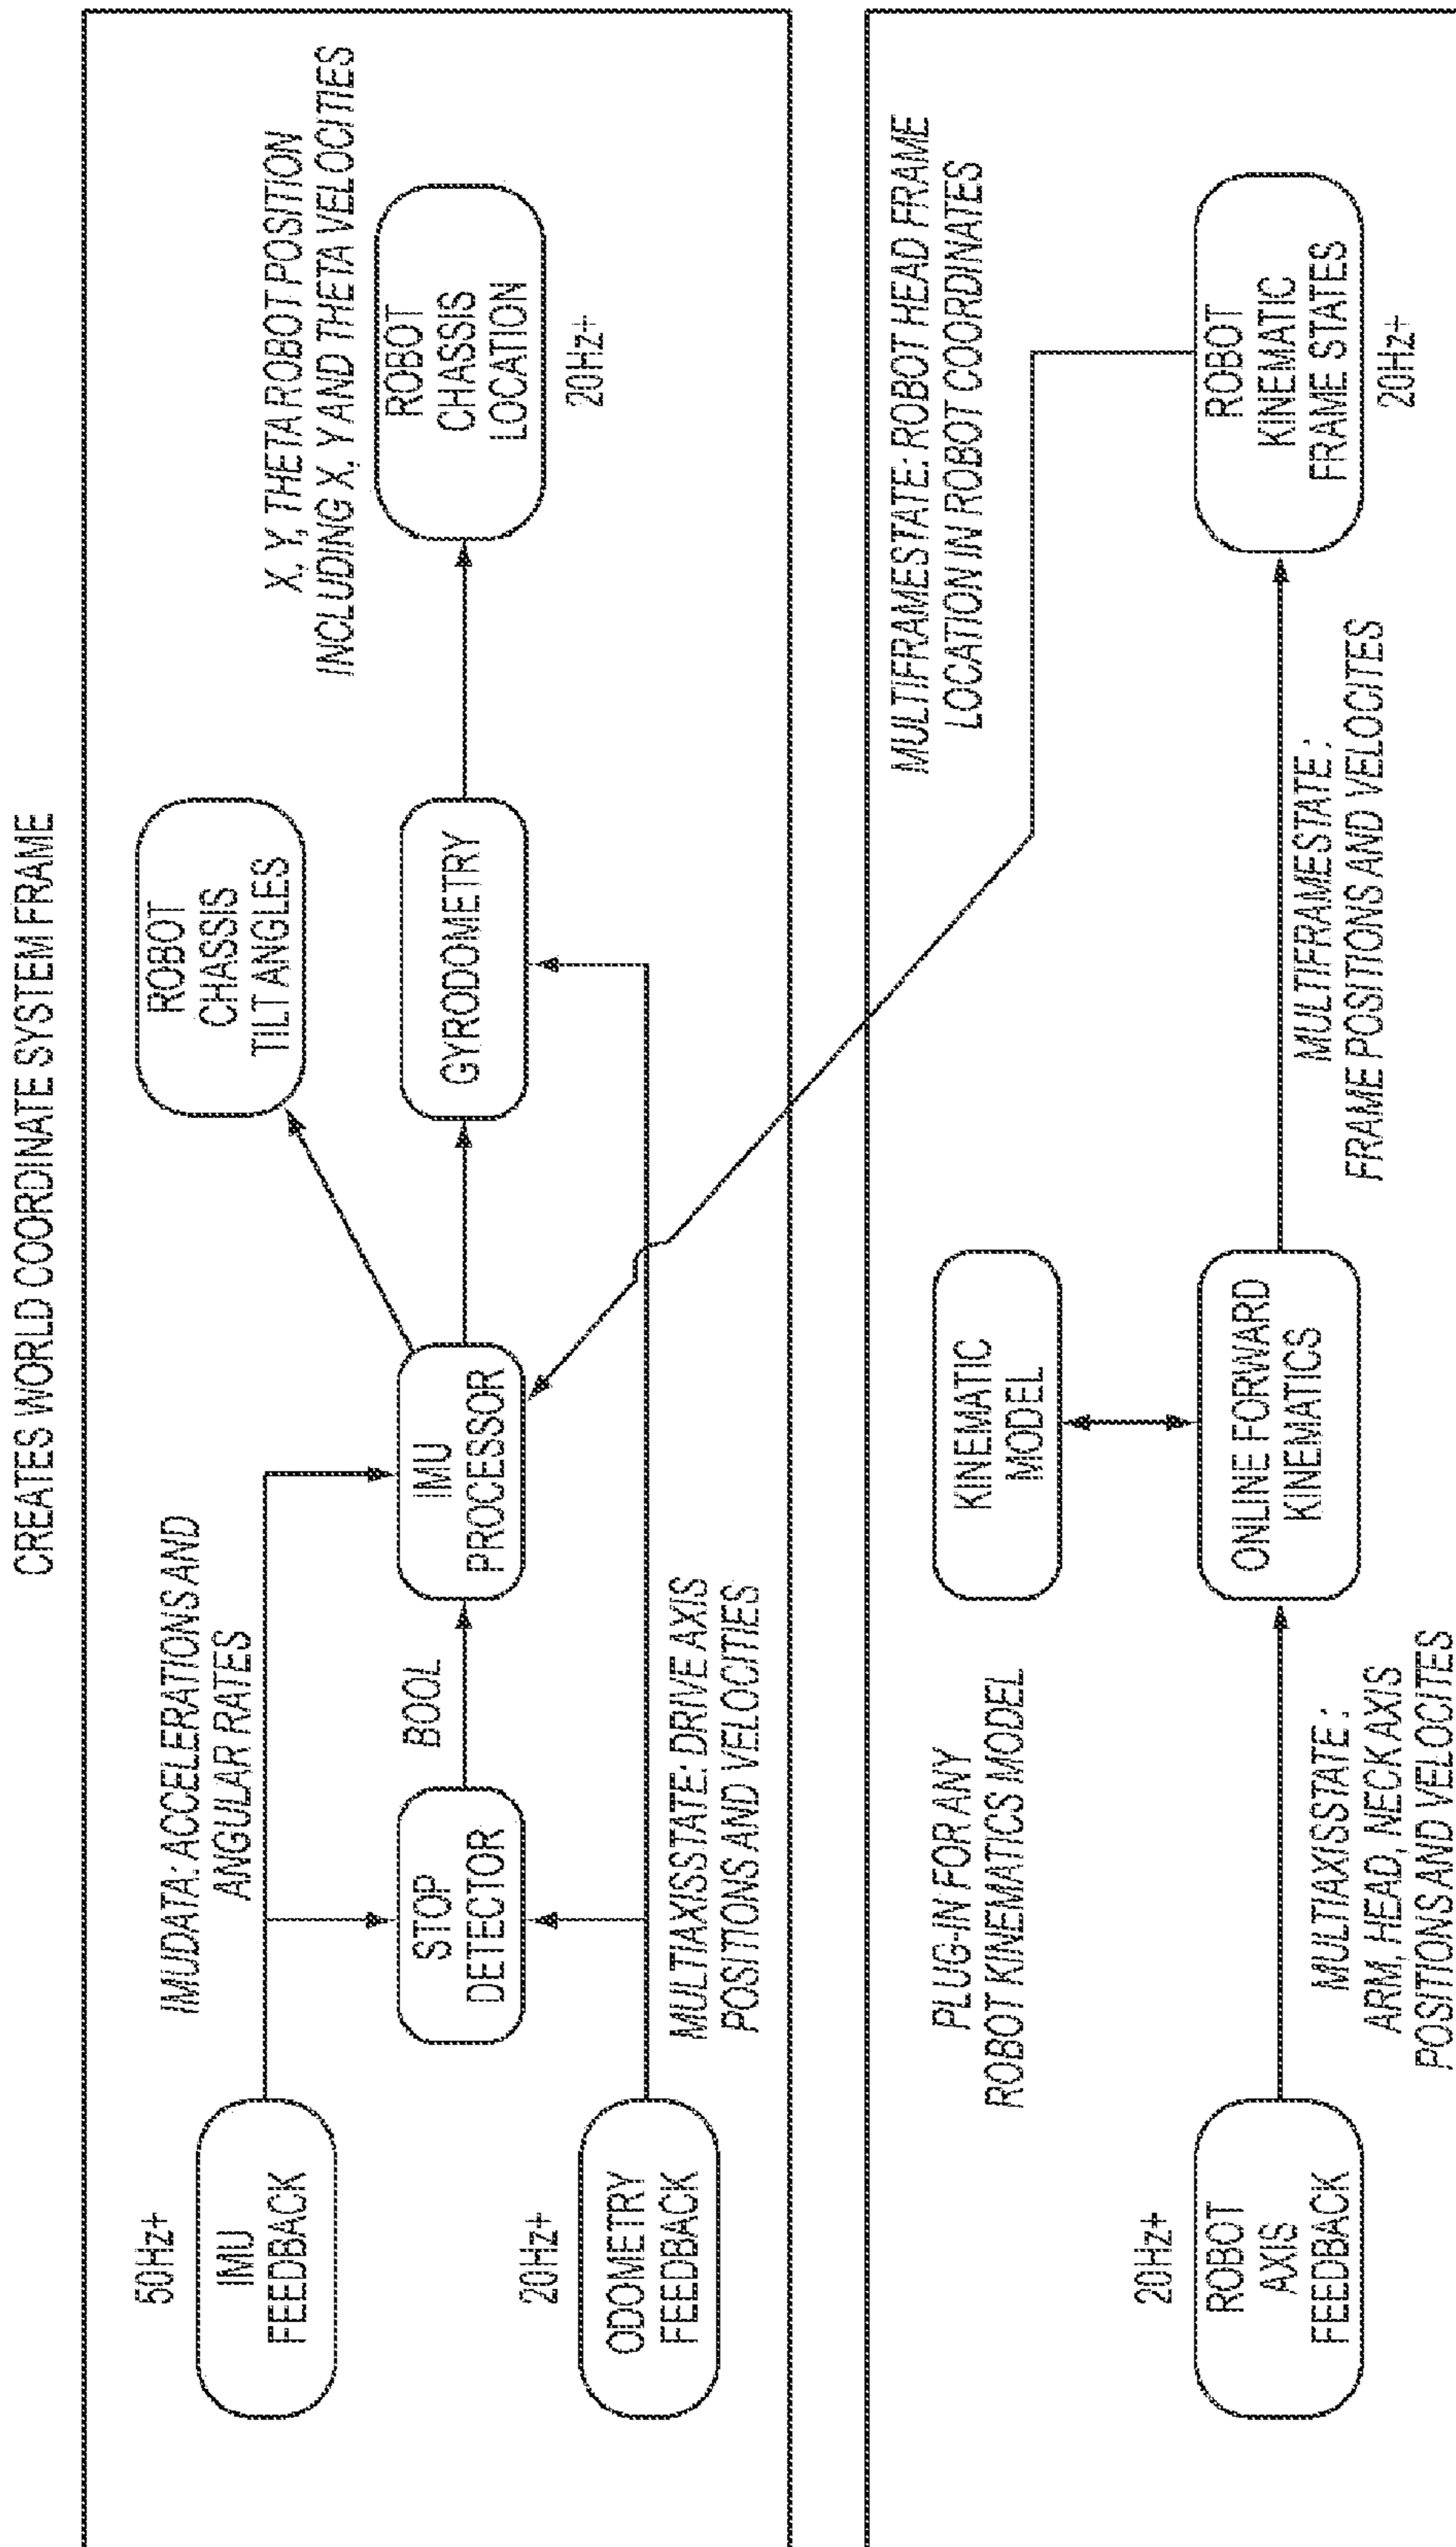 CREATES WORLD COORDINATE SYSTEM FRAME
50Hz+
IMU
FEEDBACK
IMUDATA: ACCELERATIONS AND
ANGULAR RATES
STOP
DETECTOR
BOOL
IMU
PROCESSOR
ROBOT
CHASSIS
TILT ANGLES
GYRODOMETRY
X, Y, THETA ROBOT POSITION
INCLUDING X, Y AND THETA VELOCITIES
ROBOT
CHASSIS
LOCATION
20Hz+
20Hz+
ODOMETRY
FEEDBACK
MULTIAXISSTATE: DRIVE AXIS
POSITIONS AND VELOCITIES
MULTIFRAMESTATE: ROBOT HEAD FRAME
LOCATION IN ROBOT COORDINATES
PLUG-IN FOR ANY
ROBOT KINEMATICS MODEL
KINEMATIC
MODEL
20Hz+
ROBOT
AXIS
FEEDBACK
MULTIAXISSTATE :
ARM, HEAD, NECK AXIS
POSITIONS AND VELOCITES
ONLINE FORWARD
KINEMATICS
MULTIFRAMESTATE :
FRAME POSITIONS AND VELOCITES
ROBOT
KINEMATIC
FRAME STATES
20Hz+